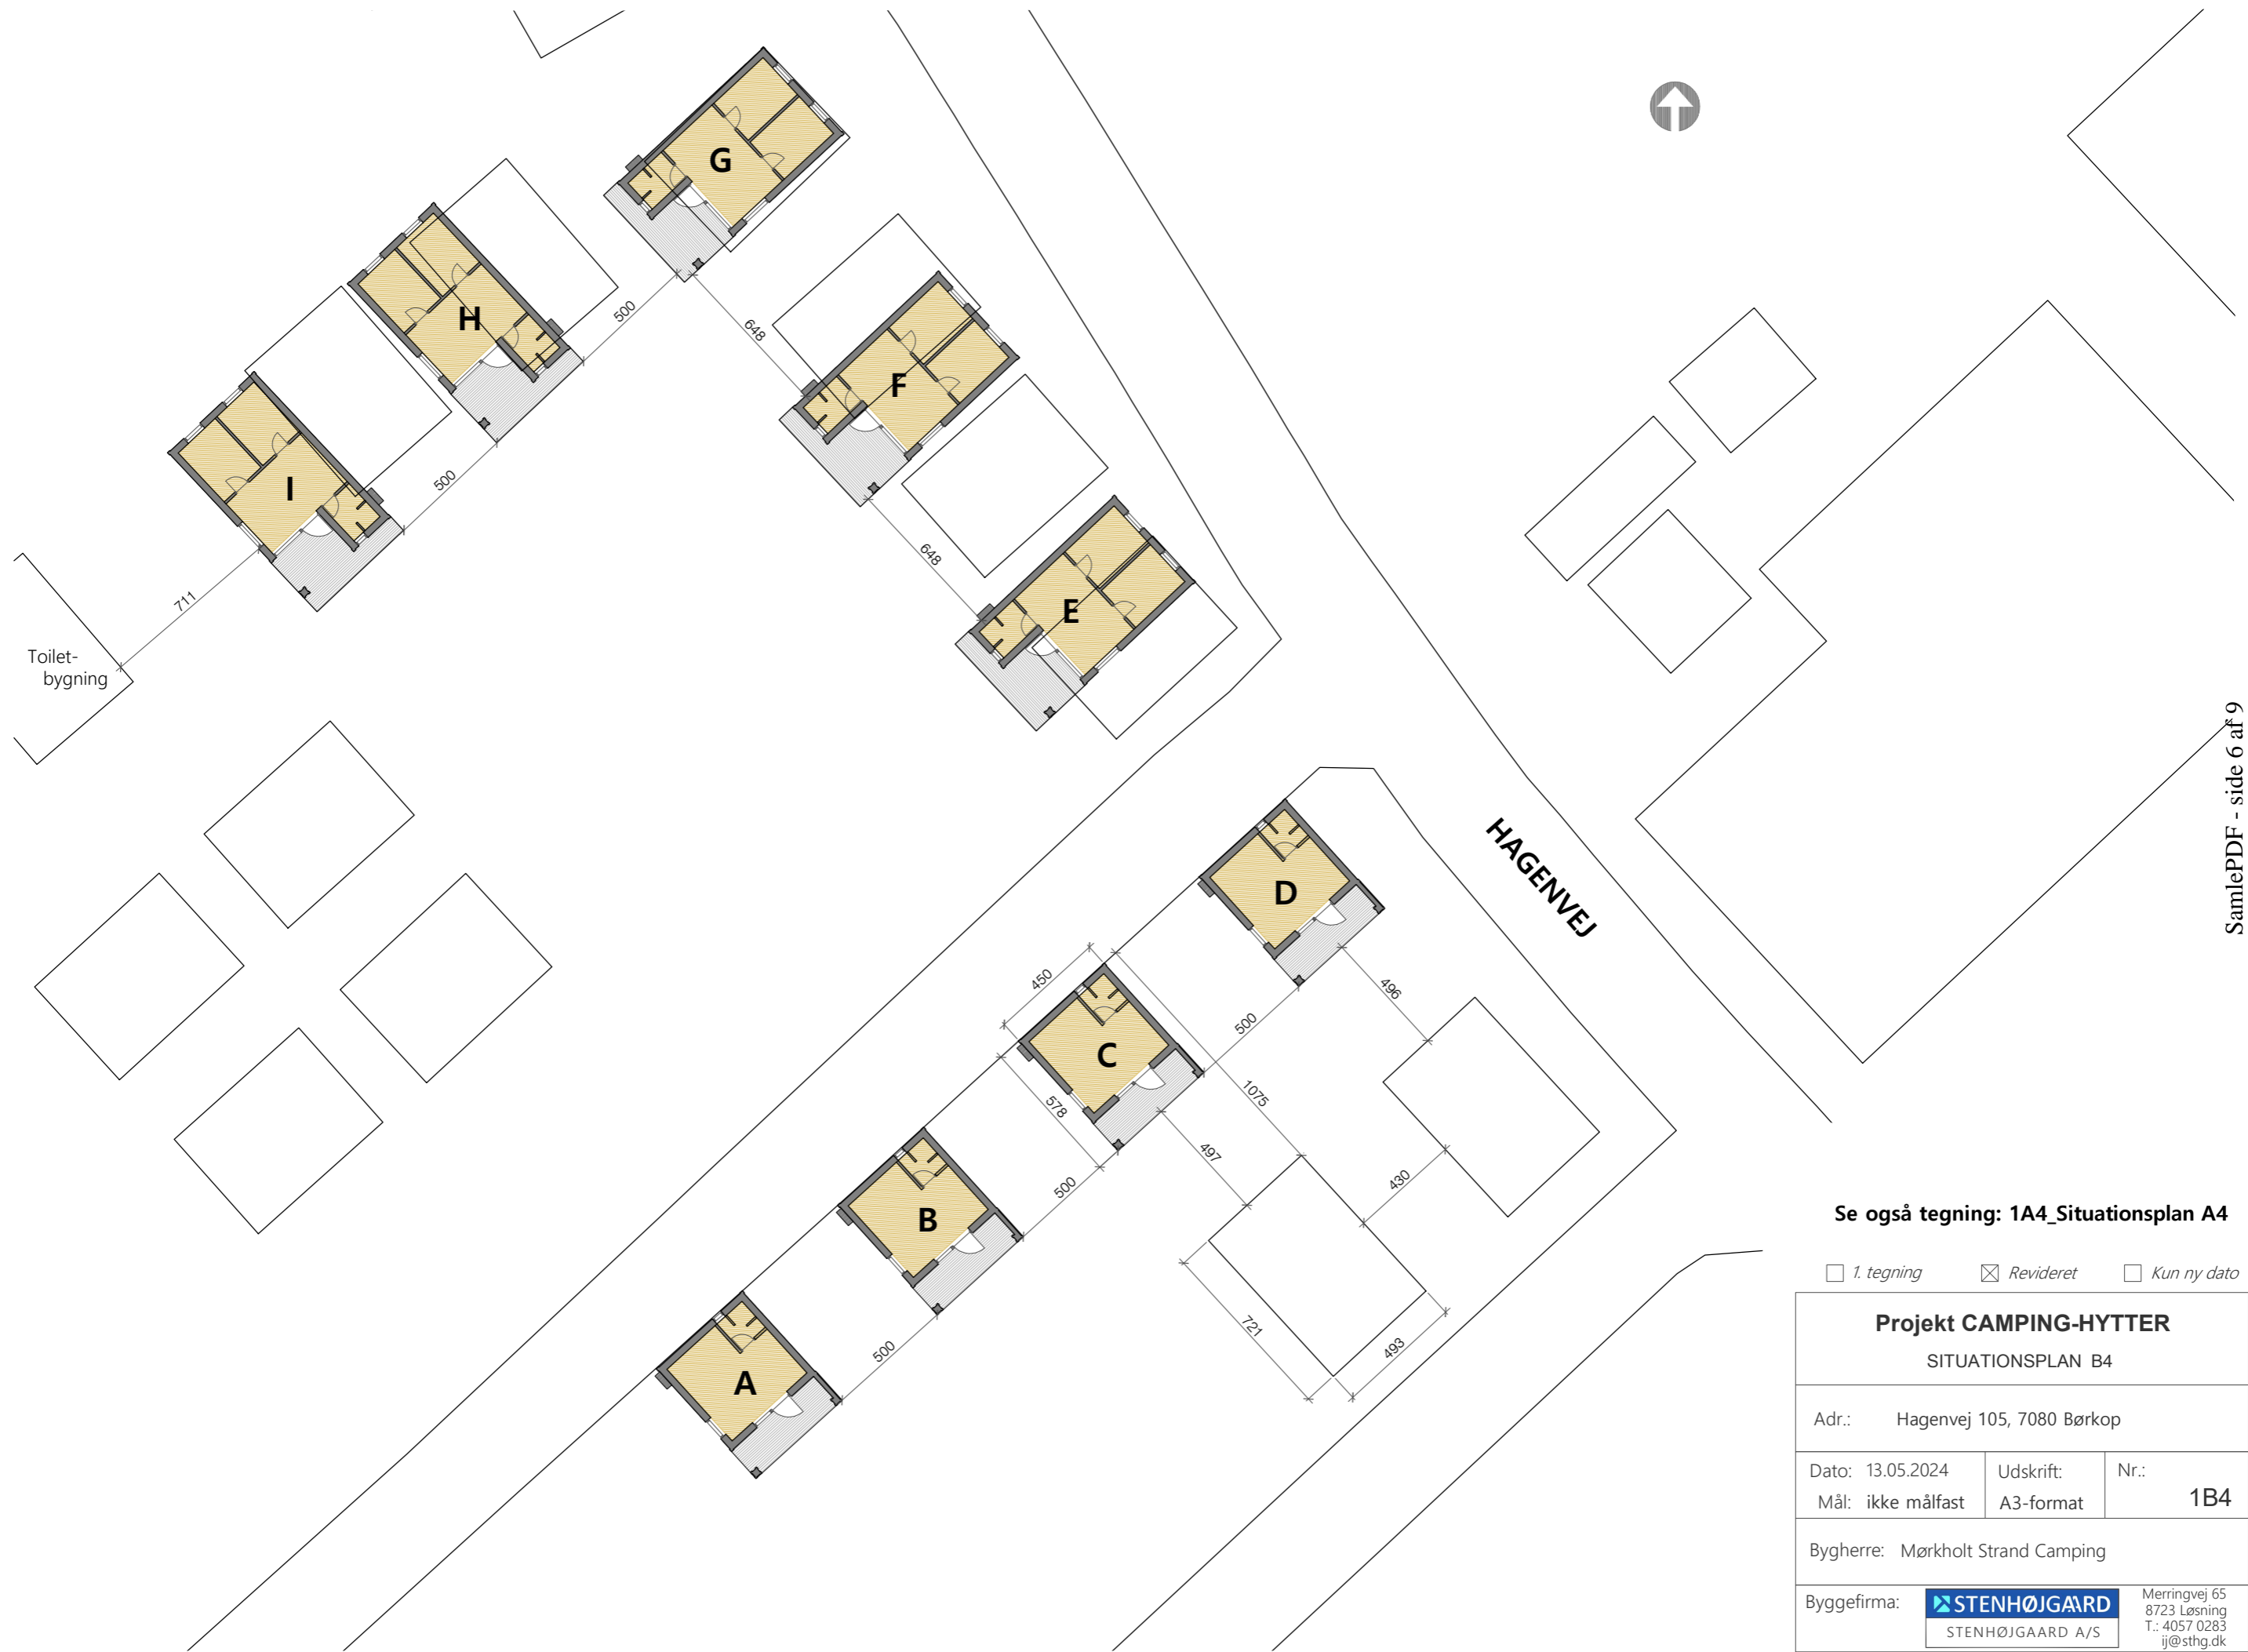 G
H
500
648
F
I
500
648
E
711
Toilet-
bygning
HAGENVEJ
D
450
496
C
500
1075
578
497
430
B
500
A
500
721
493
SamlePDF - side 6 af 9
Se også tegning: 1A4_Situationsplan A4
1. tegning Revideret Kun ny dato
Projekt CAMPING-HYTTER
SITUATIONSPLAN B4
Adr.: Hagenvej 105, 7080 Børkop
Dato: 13.05.2024 Udskrift: Nr.:
Mål: ikke målfast A3-format 1B4
Bygherre: Mørkholt Strand Camping
Byggefirma: STENHØJGAARD
STENHØJGAARD A/S
Merringvej 65
8723 Løsning
T.: 4057 0283
ij@sthg.dk